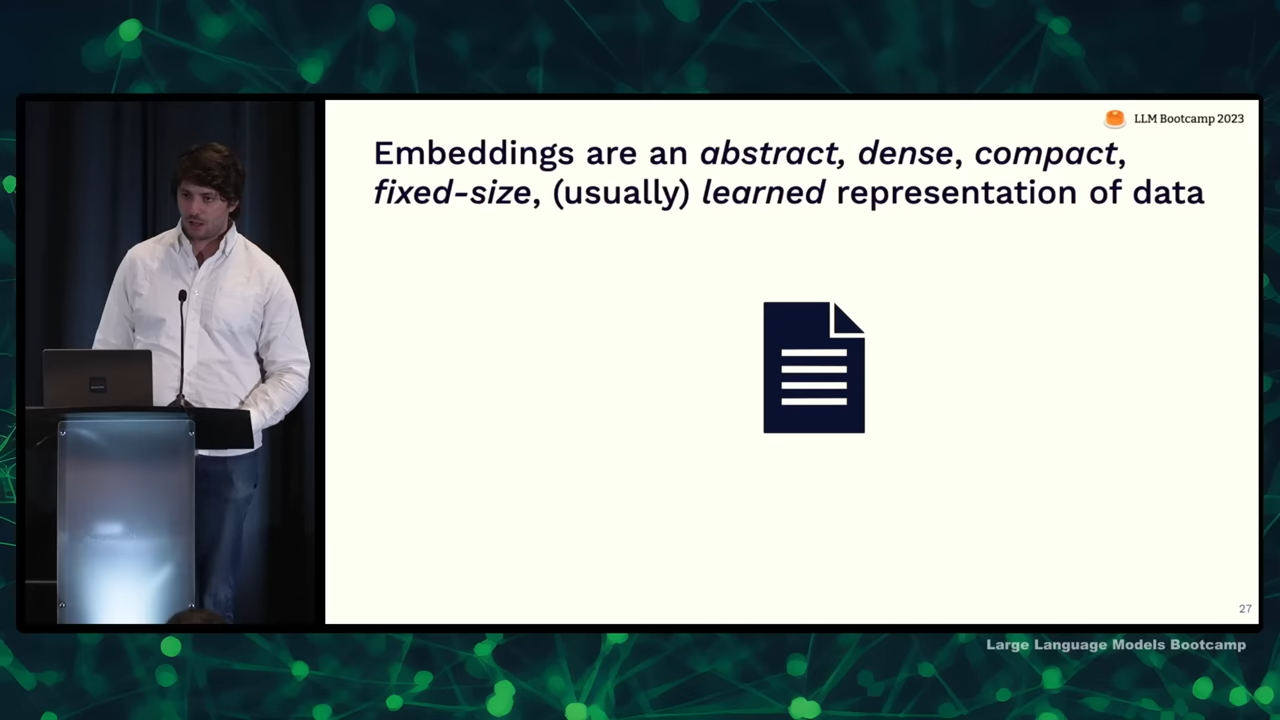 LLM Bootcamp 2023
Embeddings are an abstract, dense, compact,
fixed-size, (usually) learned representation of data
27
Large Language Models Bootcamp